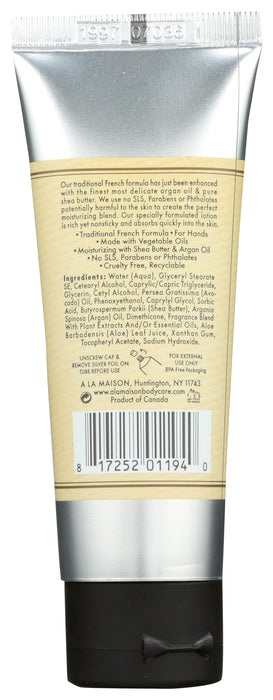 1997 07036
Our traditional French formula has just been enhanced
with the finest most delicate argan oil & pure
shea butter. We use no SLS, Parabens or Phthalates
potentially harmful to the skin to create the perfect
moisturizing blend. Our specially formulated lotion
is rich yet nonsticky and absorbs quickly into the skin.
• Traditional French Formula • For Hands
• Made with Vegetable Oils
• Moisturizing with Shea Butter & Argan Oil
• No SLS, Parabens or Phthalates
• Cruelty Free, Recyclable
Ingredients: Water (Aqua), Glyceryl Stearate
SE, Cetearyl Alcohol, Caprylic/Capric Triglyceride,
Glycerin, Cetyl Alcohol, Persea Gratissima (Avo-
cado) Oil, Phenoxyethanol, Caprylyl Glycol, Sorbic
Acid, Butyrospermum Parkii (Shea Butter), Argania
Spinosa (Argan) Oil, Dimethicone, Fragrance Blend
With Plant Extracts And/Or Essential Oils, Aloe
Barbadensis (Aloe) Leaf Juice, Xanthan Gum,
Tocopheryl Acetate, Sodium Hydroxide.
UNSCREW CAP &
REMOVE SILVER FOIL ON
TUBE BEFORE USE
FOR EXTERNAL
USE ONLY
BPA Free Packaging
A LA MAISON, Huntington, NY 11743
www.alamaisonbodycare.com
Product of Canada
8 17252 01194 0